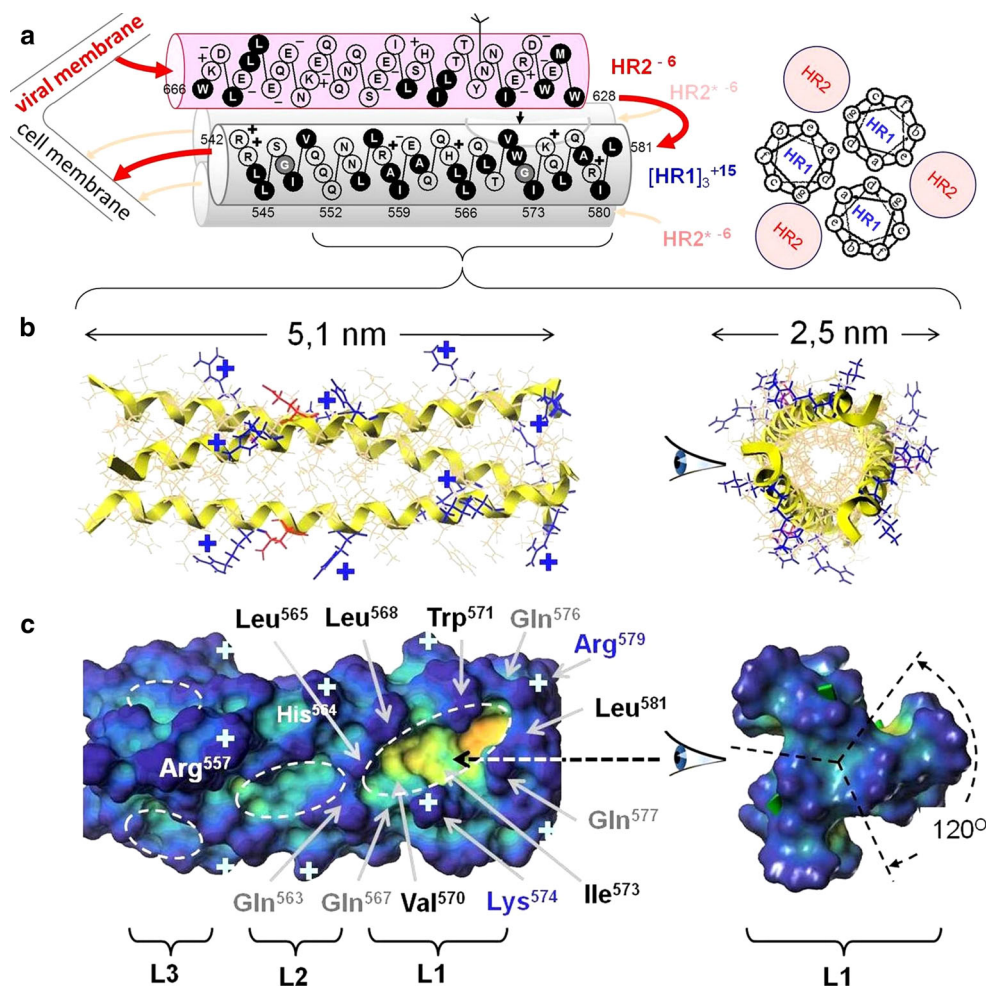 a
viral membrane
cell membrane
HR2 - 6
HR2* -6
666
628
542
581
[HR1]3 +15
545
552
559
566
573
580
HR2* -6
HR2
HR1
HR1
HR2
HR1
HR2
b
5,1 nm
2,5 nm
c
Leu565
Leu568
Trp571
Gln576
Arg579
His564
Leu581
Arg557
Gln577
Gln563
Gln567
Val570
Lys574
Ile573
120O
L3
L2
L1
L1